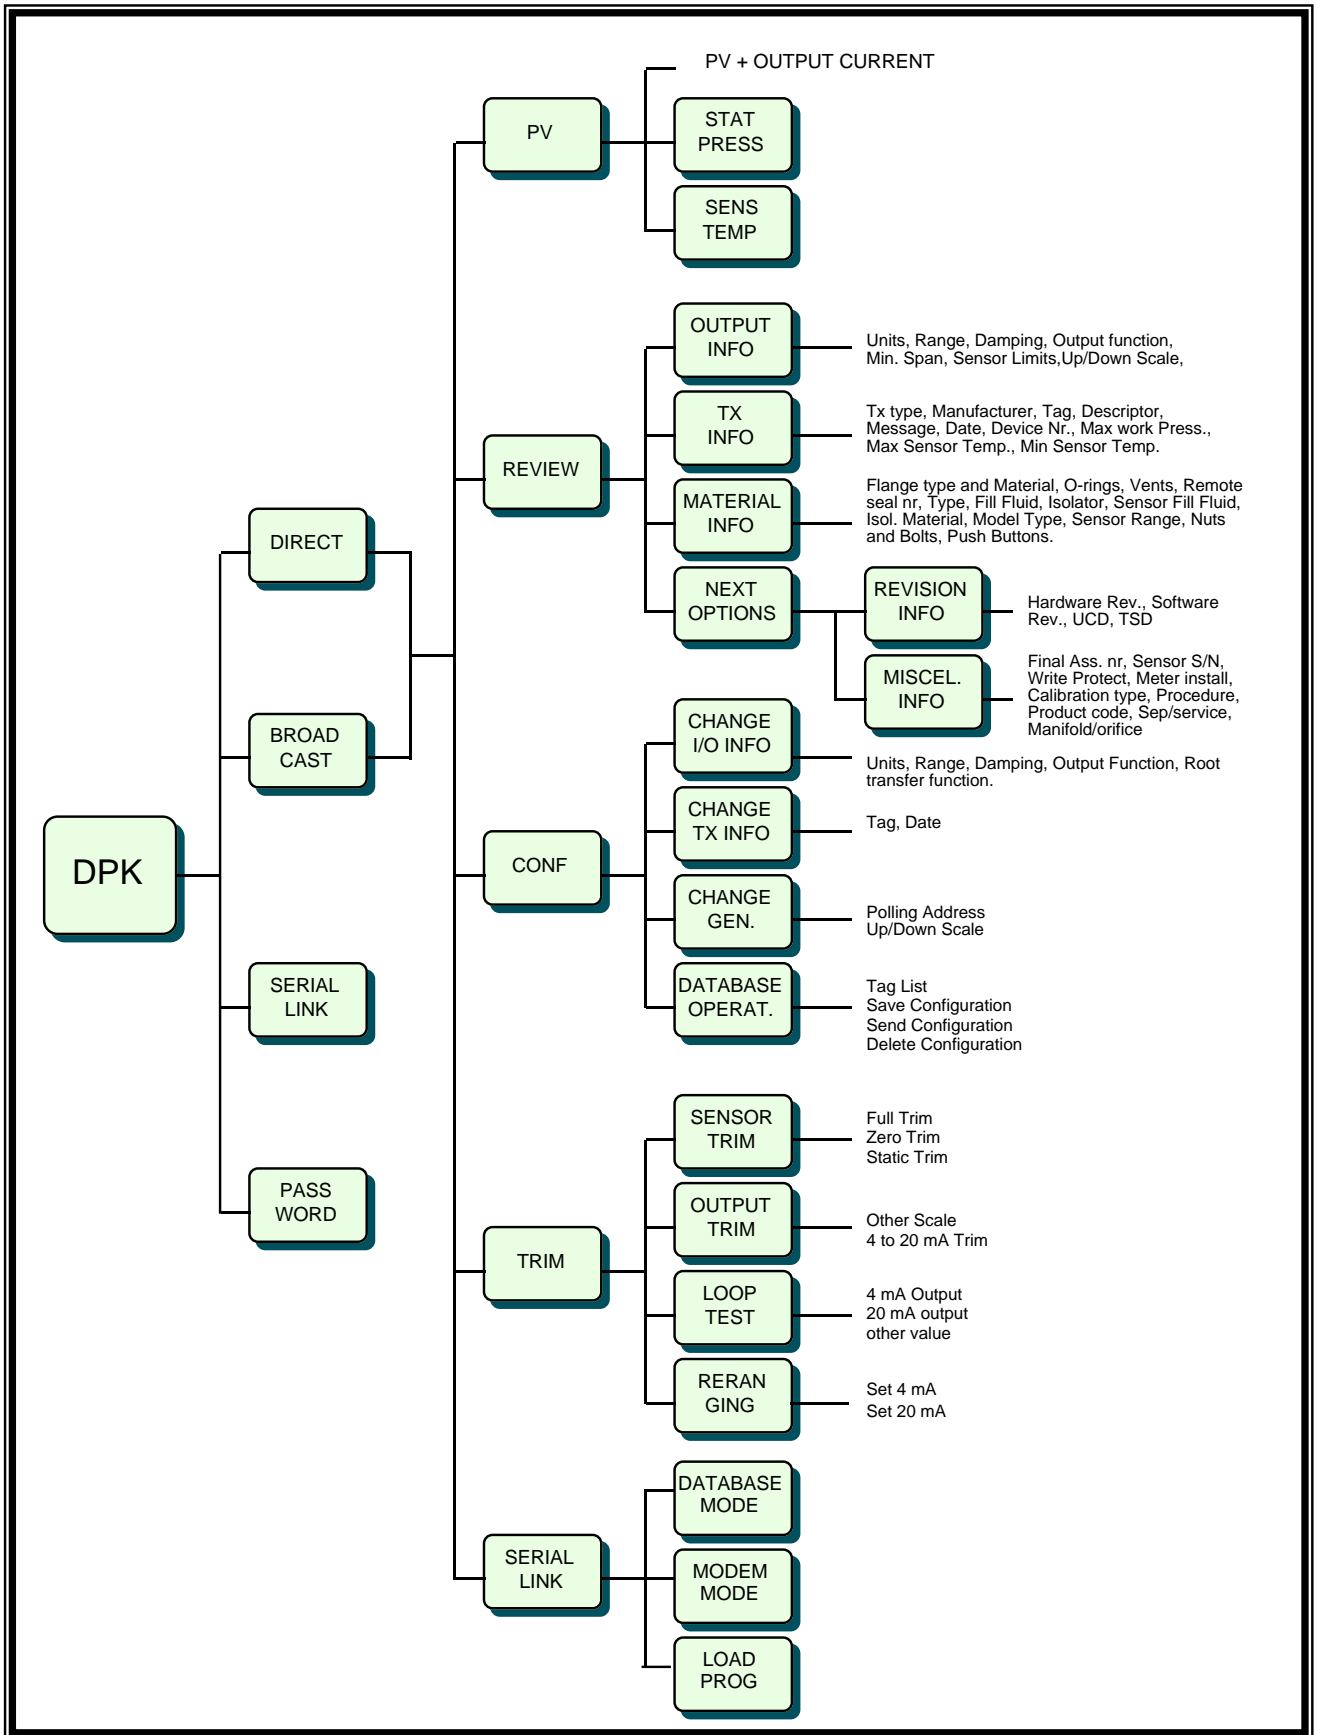 PV + OUTPUT CURRENT
PV
STAT
PRESS
SENS
TEMP
OUTPUT
INFO
Units, Range, Damping, Output function,
Min. Span, Sensor Limits,Up/Down Scale,
TX
INFO
Tx type, Manufacturer, Tag, Descriptor,
Message, Date, Device Nr., Max work Press.,
Max Sensor Temp., Min Sensor Temp.
REVIEW
MATERIAL
INFO
Flange type and Material, O-rings, Vents, Remote
seal nr, Type, Fill Fluid, Isolator, Sensor Fill Fluid,
Isol. Material, Model Type, Sensor Range, Nuts
and Bolts, Push Buttons.
DIRECT
NEXT
OPTIONS
REVISION
INFO
Hardware Rev., Software
Rev., UCD, TSD
MISCEL.
INFO
Final Ass. nr, Sensor S/N,
Write Protect, Meter install,
Calibration type, Procedure,
Product code, Sep/service,
Manifold/orifice
BROAD
CAST
CHANGE
I/O INFO
Units, Range, Damping, Output Function, Root
transfer function.
CHANGE
TX INFO
Tag, Date
DPK
CONF
CHANGE
GEN.
Polling Address
Up/Down Scale
SERIAL
LINK
DATABASE
OPERAT.
Tag List
Save Configuration
Send Configuration
Delete Configuration
SENSOR
TRIM
Full Trim
Zero Trim
Static Trim
PASS
WORD
OUTPUT
TRIM
Other Scale
4 to 20 mA Trim
TRIM
LOOP
TEST
4 mA Output
20 mA output
other value
RERAN
GING
Set 4 mA
Set 20 mA
DATABASE
MODE
SERIAL
LINK
MODEM
MODE
LOAD
PROG